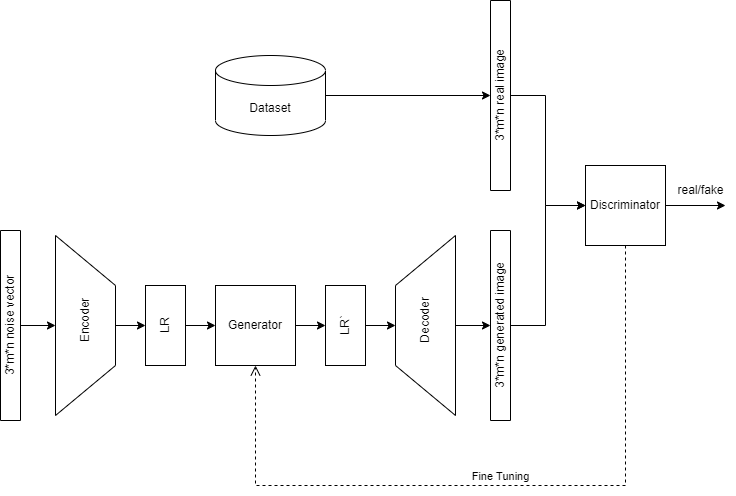 Dataset
3*m*n real image
Discriminator
real/fake
3*m*n noise vector
Encoder
LR
Generator
LR`
Decoder
3*m*n generated image
Fine Tuning